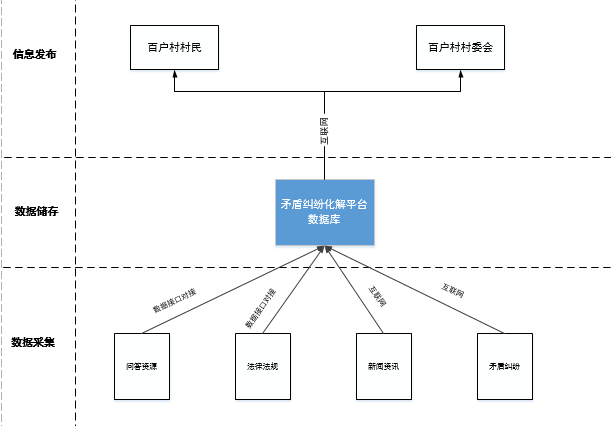 信息发布
百户村村民
百户村村委会
互联网
数据储存
矛盾纠纷化解平台
数据库
数据接口对接
数据接口对接
互联网
互联网
数据采集
问答资源
法律法规
新闻资讯
矛盾纠纷